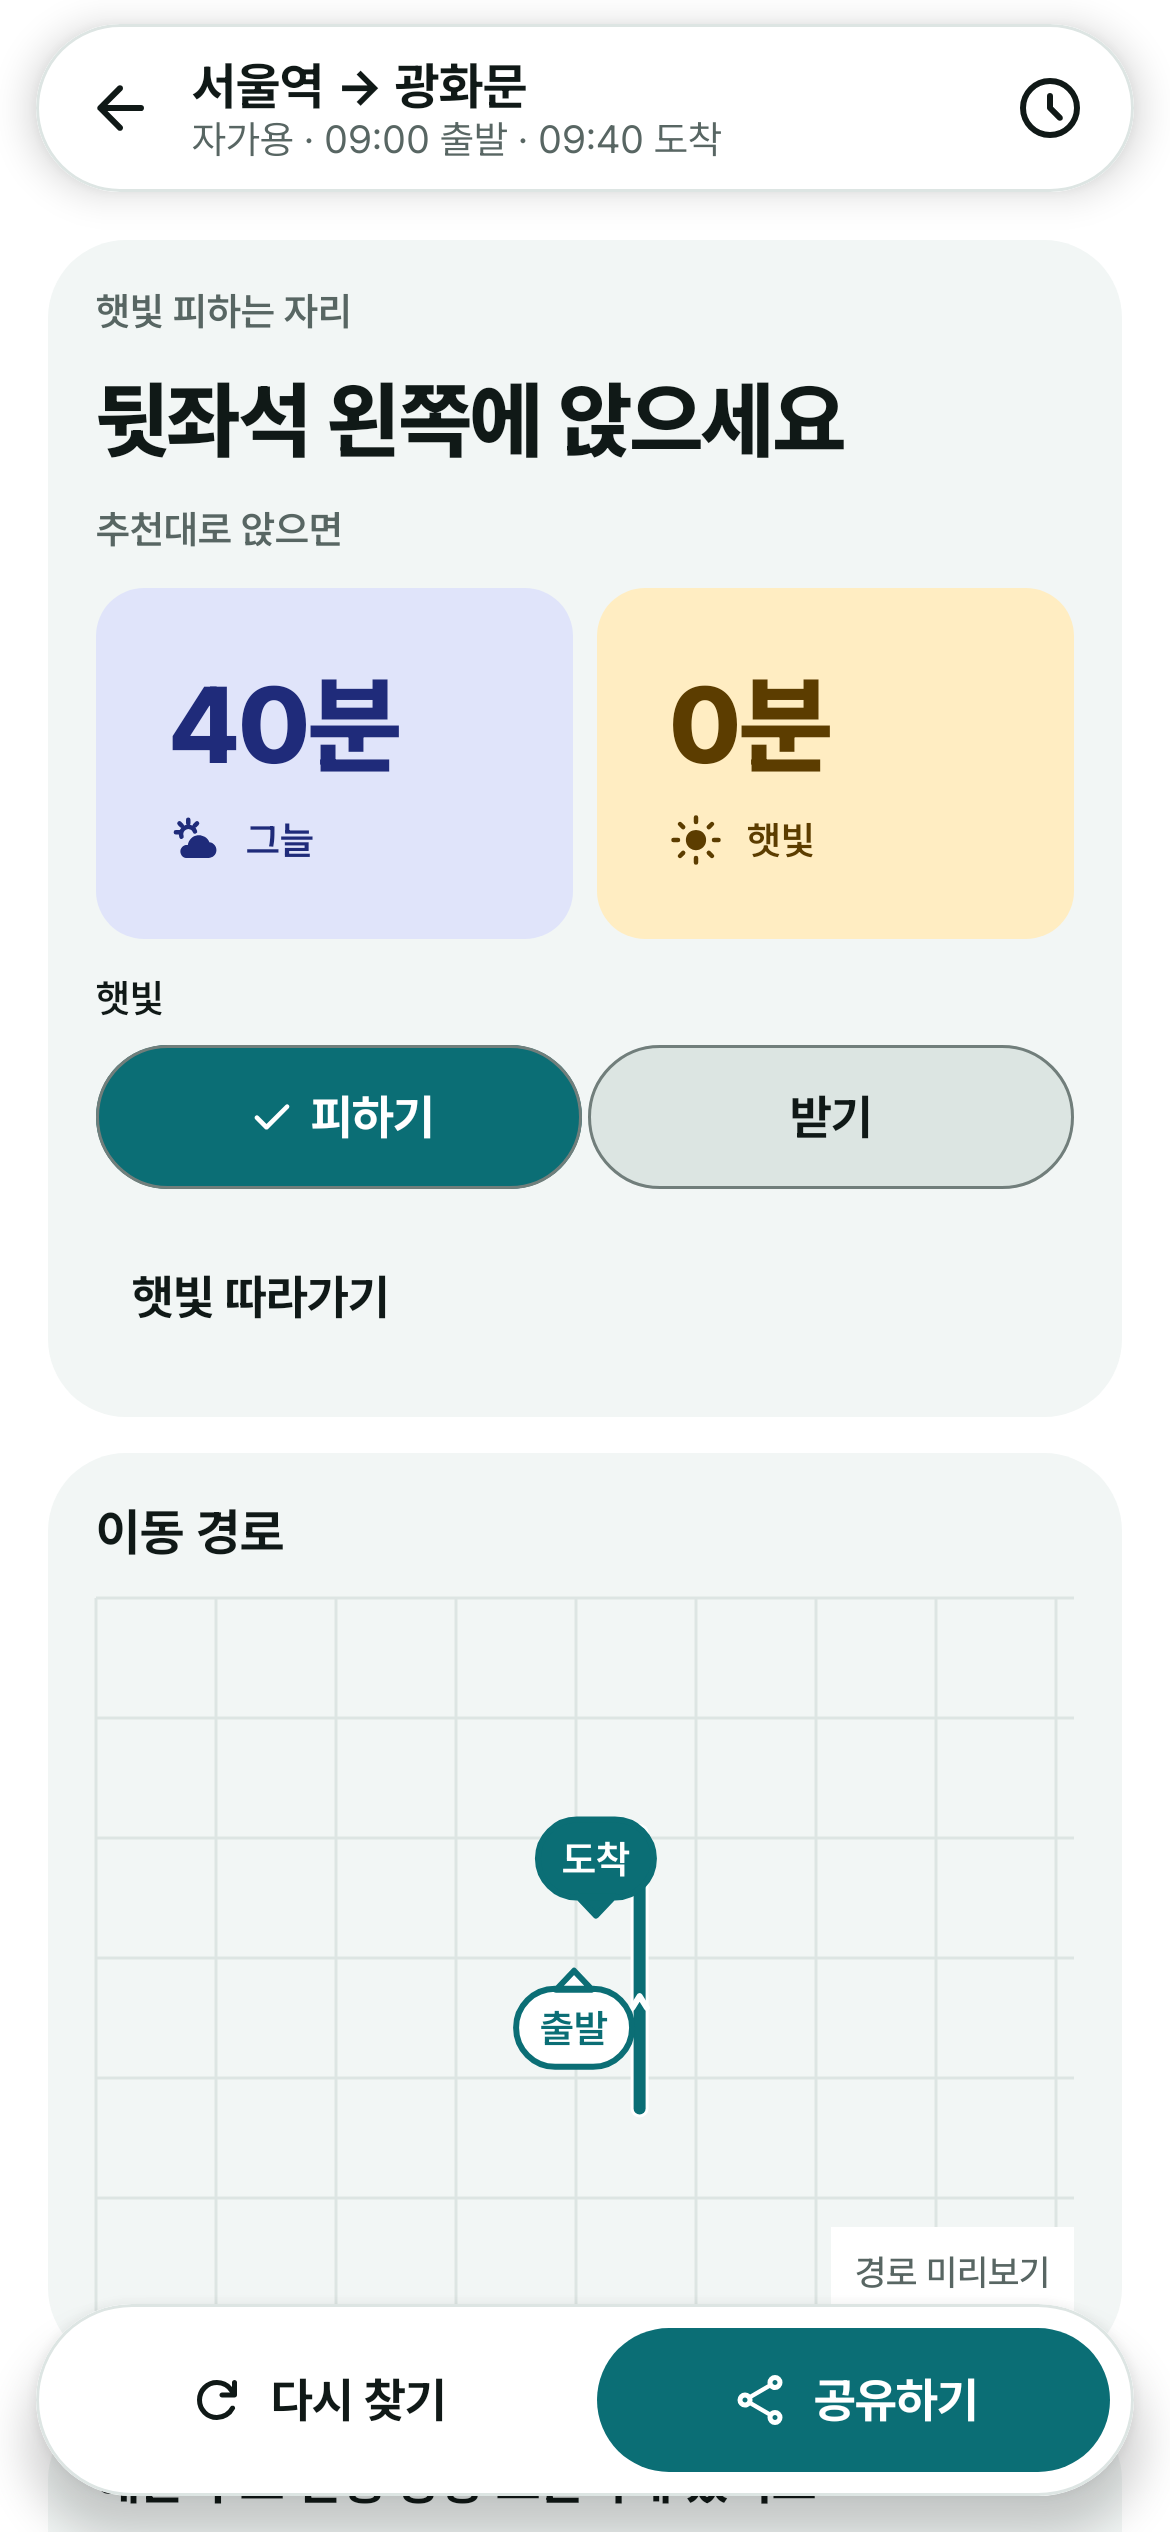 서울역 → 광화문
자가용 · 09:00 출발 · 09:40 도착
햇빛 피하는 자리
뒷좌석 왼쪽에 앉으세요
추천대로 앉으면
40분
그늘
0분
햇빛
햇빛
피하기
받기
햇빛 따라가기
이동 경로
도착
출발
경로 미리보기
다시 찾기
공유하기